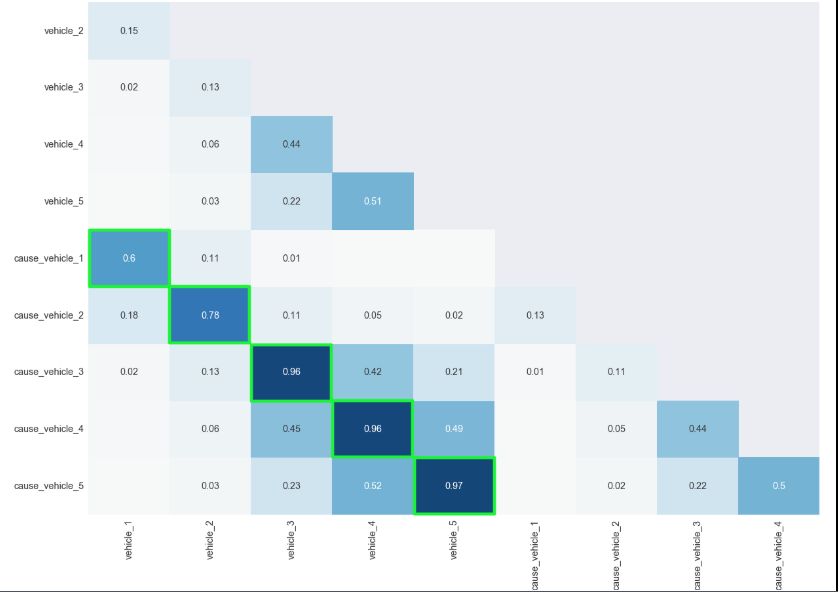 vehicle_2 0.15
vehicle_3 0.02 0.13
vehicle_4 0.06 0.44
vehicle_5 0.03 0.22 0.51
cause_vehicle_1 0.6 0.11 0.01
cause_vehicle_2 0.18 0.78 0.11 0.05 0.02 0.13
cause_vehicle_3 0.02 0.13 0.96 0.42 0.21 0.01 0.11
cause_vehicle_4 0.06 0.45 0.96 0.49 0.05 0.44
cause_vehicle_5 0.03 0.23 0.52 0.97 0.02 0.22 0.5
vehicle_1 vehicle_2 vehicle_3 vehicle_4 vehicle_5 cause_vehicle_1 cause_vehicle_2 cause_vehicle_3 cause_vehicle_4